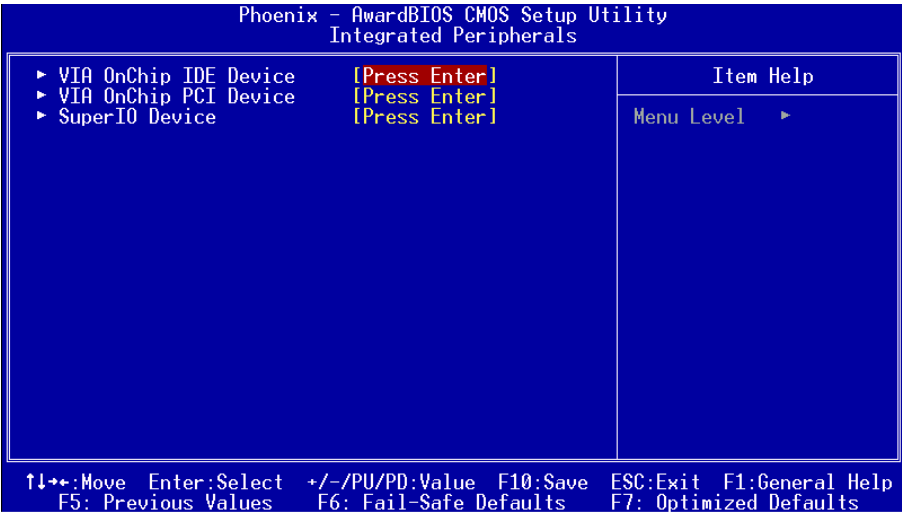 Phoenix - AwardBIOS CMOS Setup Utility
Integrated Peripherals
► VIA OnChip IDE Device [Press Enter]
► VIA OnChip PCI Device [Press Enter]
► SuperIO Device [Press Enter]
Item Help
Menu Level ►
↑↓→←:Move Enter:Select +/-/PU/PD:Value F10:Save ESC:Exit F1:General Help
F5: Previous Values F6: Fail-Safe Defaults F7: Optimized Defaults